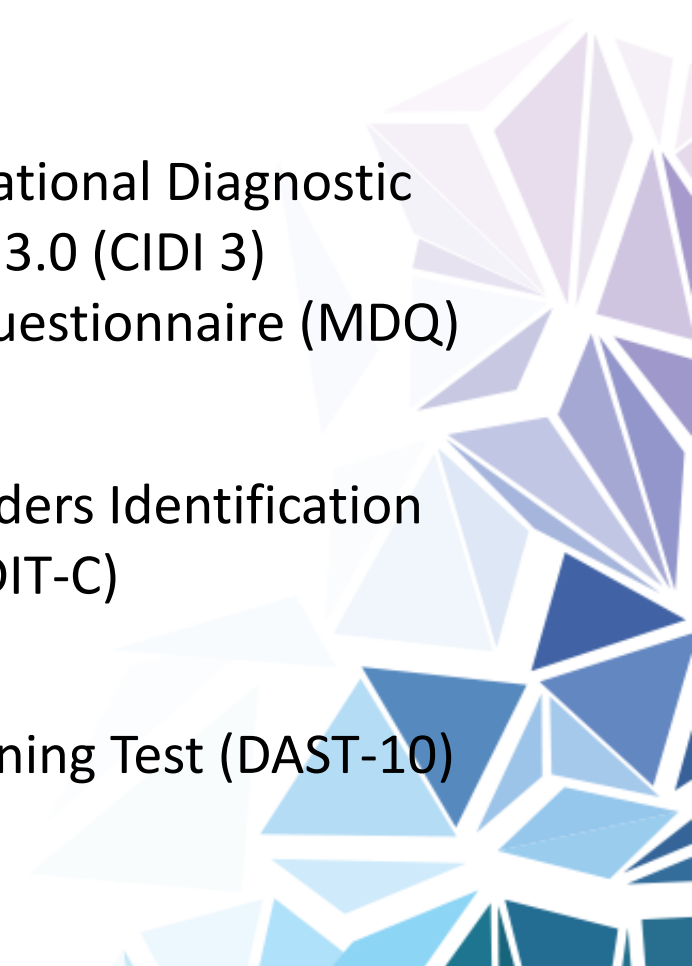 ational Diagnostic
3.0 (CIDI 3)
uestionnaire (MDQ)
ders Identification
DIT-C)
ning Test (DAST-10)